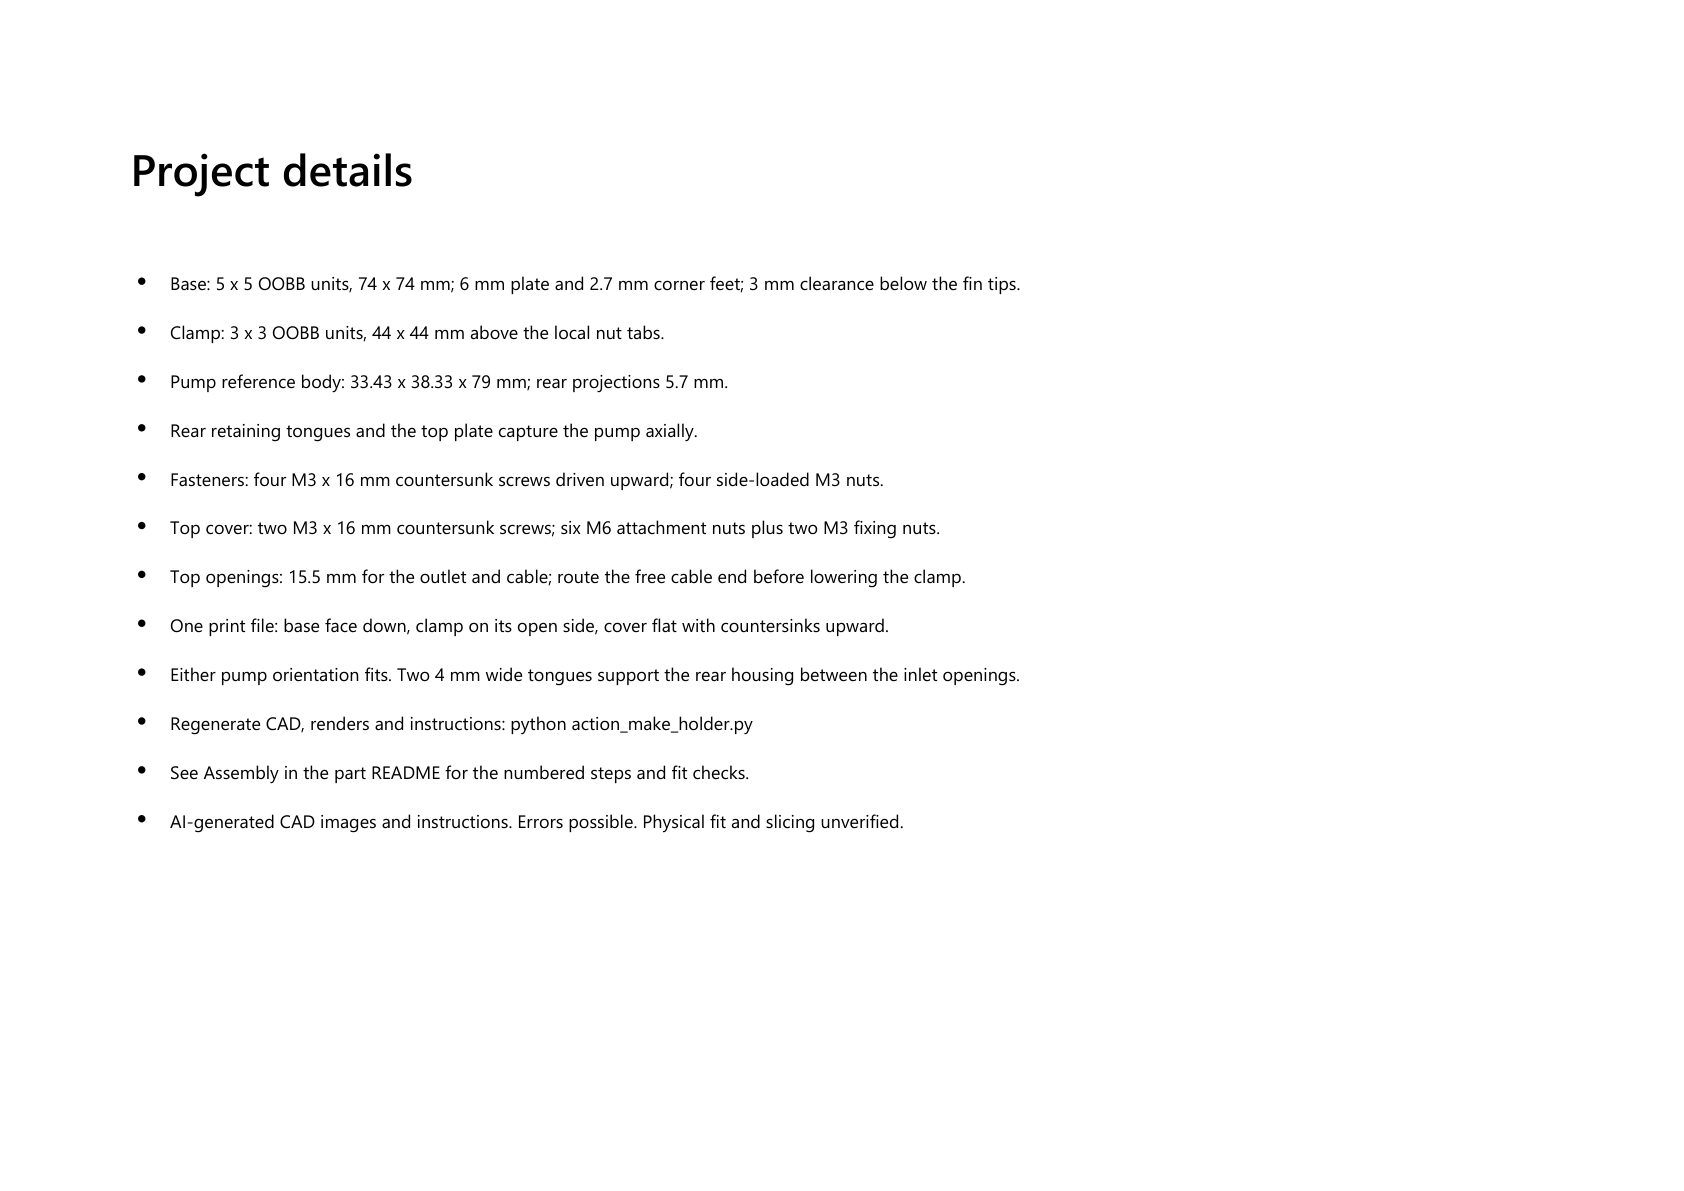 Project details
• Base: 5 x 5 OOBB units, 74 x 74 mm; 6 mm plate and 2.7 mm corner feet; 3 mm clearance below the fin tips.
• Clamp: 3 x 3 OOBB units, 44 x 44 mm above the local nut tabs.
• Pump reference body: 33.43 x 38.33 x 79 mm; rear projections 5.7 mm.
• Rear retaining tongues and the top plate capture the pump axially.
• Fasteners: four M3 x 16 mm countersunk screws driven upward; four side-loaded M3 nuts.
• Top cover: two M3 x 16 mm countersunk screws; six M6 attachment nuts plus two M3 fixing nuts.
• Top openings: 15.5 mm for the outlet and cable; route the free cable end before lowering the clamp.
• One print file: base face down, clamp on its open side, cover flat with countersinks upward.
• Either pump orientation fits. Two 4 mm wide tongues support the rear housing between the inlet openings.
• Regenerate CAD, renders and instructions: python action_make_holder.py
• See Assembly in the part README for the numbered steps and fit checks.
• AI-generated CAD images and instructions. Errors possible. Physical fit and slicing unverified.